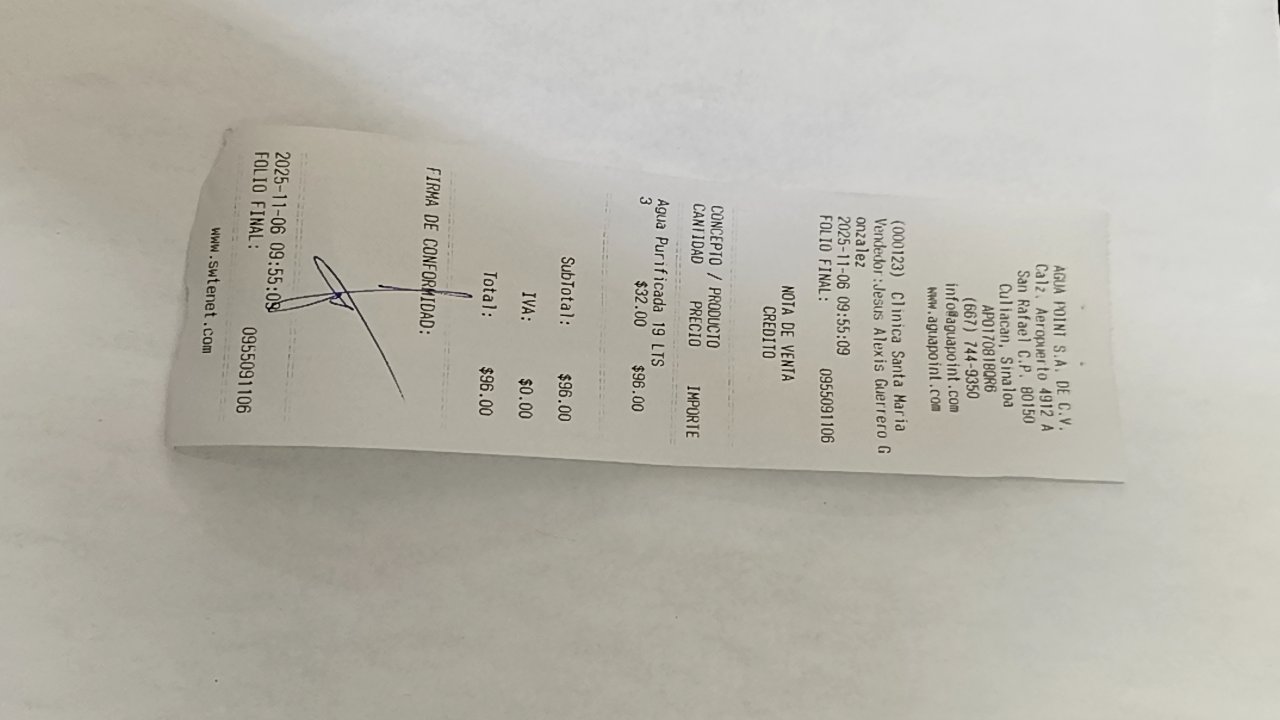 AGUA POINT S.A. DE C.V.
Calz. Aeropuerto 4912 A
San Rafael C.P. 80150
Culiacan, Sinaloa
APO1708180R6
(667) 744-9350
info@aguapoint.com
www.aguapoint.com
(000123) Clinica Santa Maria
Vendedor:Jesus Alexis Guerrero G
onzalez
2025-11-06 09:55:09
FOLIO FINAL: 0955091106
NOTA DE VENTA
CREDITO
CONCEPTO / PRODUCTO
CANTIDAD PRECIO IMPORTE
Agua Purificada 19 LTS
3 $32.00 $96.00
SubTotal: $96.00
IVA: $0.00
Total: $96.00
FIRMA DE CONFORMIDAD:
2025-11-06 09:55:09
FOLIO FINAL: 0955091106
www.swtenet.com